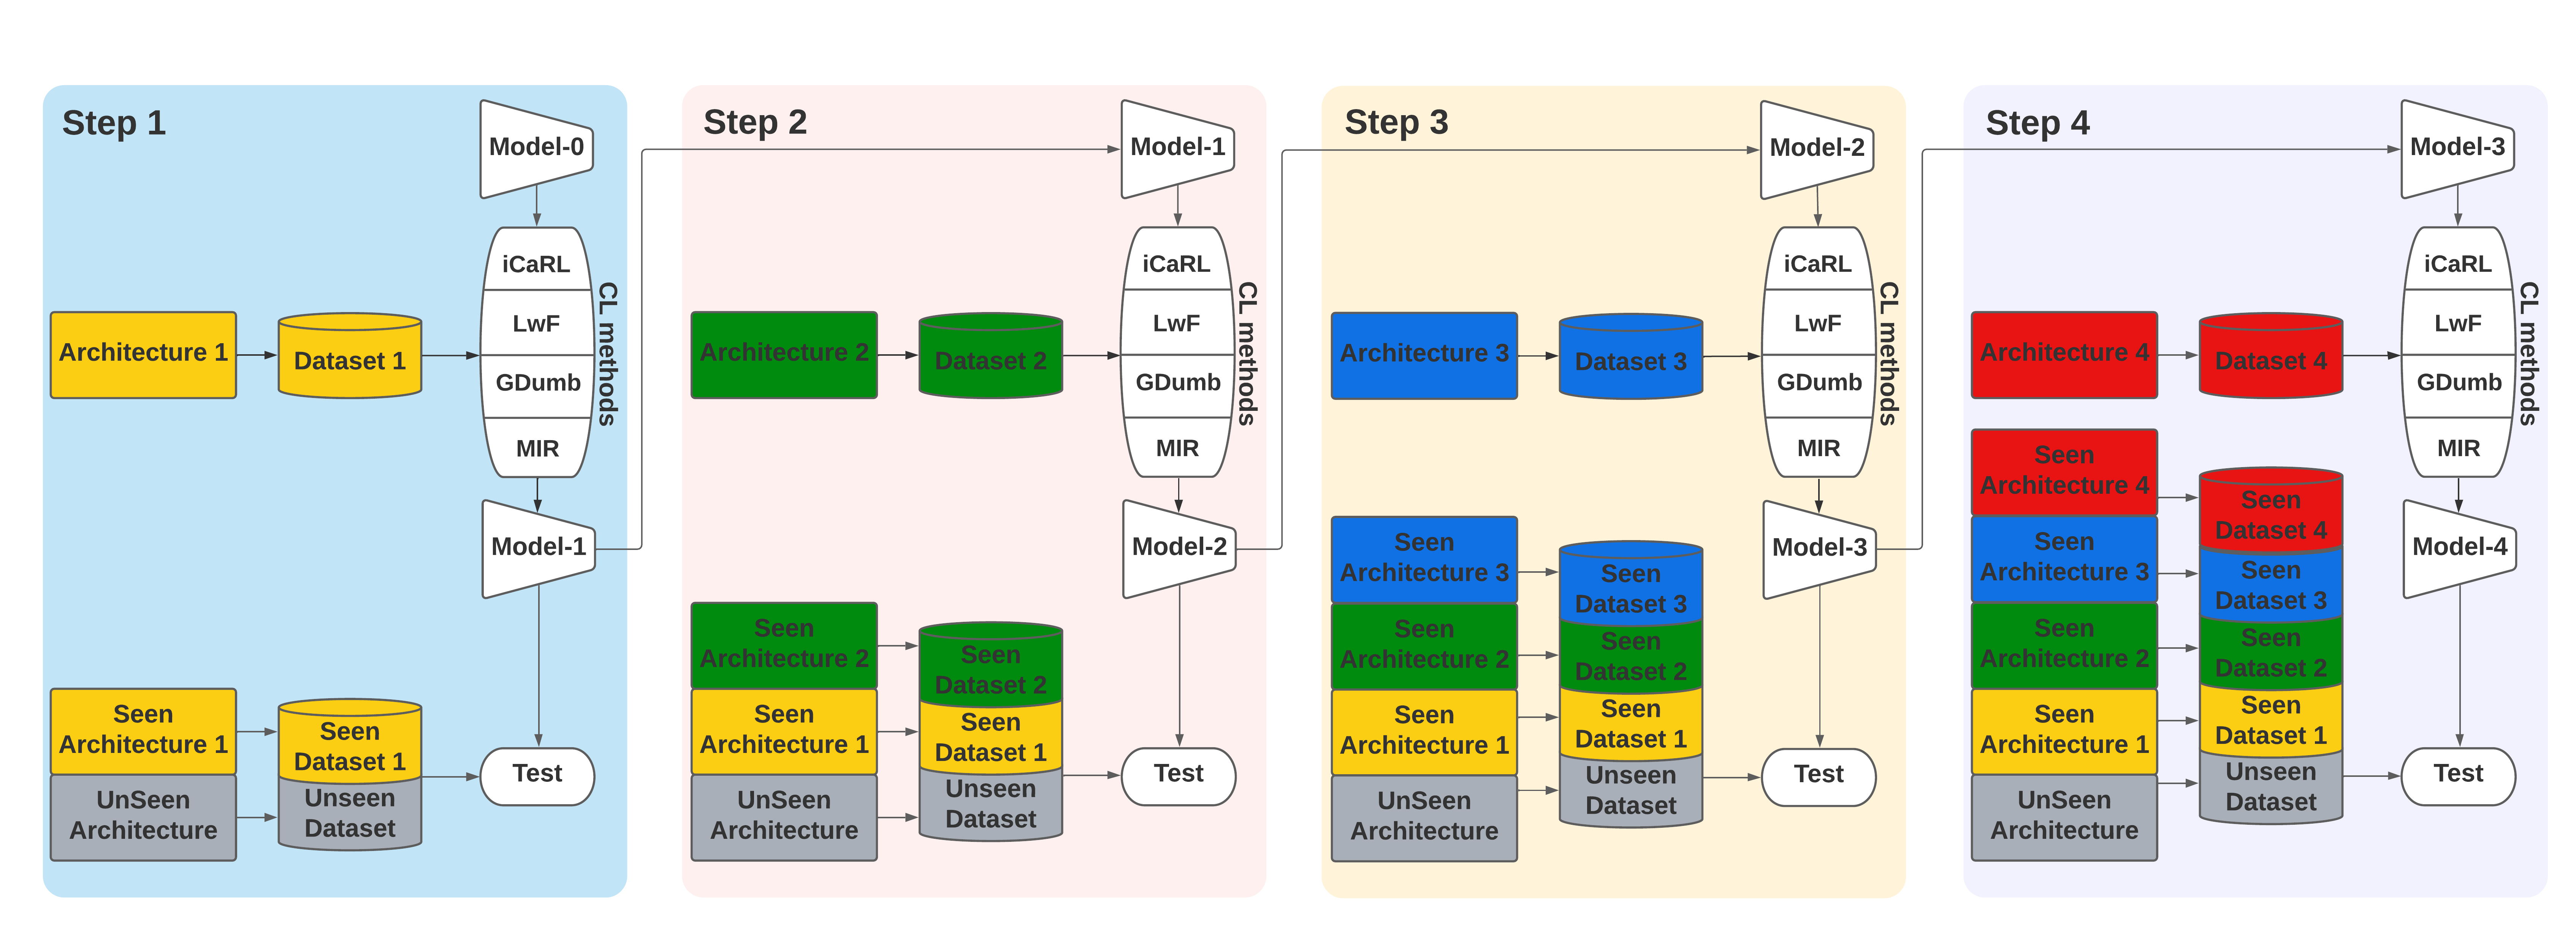 Step 1
Model-0
iCaRL
LwF
GDumb
MIR
CL methods
Architecture 1
Dataset 1
Model-1
Seen
Architecture 1
UnSeen
Architecture
Seen
Dataset 1
Unseen
Dataset
Test
Step 2
Model-1
iCaRL
LwF
GDumb
MIR
CL methods
Architecture 2
Dataset 2
Model-2
Seen
Architecture 2
Seen
Architecture 1
UnSeen
Architecture
Seen
Dataset 2
Seen
Dataset 1
Unseen
Dataset
Test
Step 3
Model-2
iCaRL
LwF
GDumb
MIR
CL methods
Architecture 3
Dataset 3
Model-3
Seen
Architecture 3
Seen
Architecture 2
Seen
Architecture 1
UnSeen
Architecture
Seen
Dataset 3
Seen
Dataset 2
Seen
Dataset 1
Unseen
Dataset
Test
Step 4
Model-3
iCaRL
LwF
GDumb
MIR
CL methods
Architecture 4
Dataset 4
Model-4
Seen
Architecture 4
Seen
Architecture 3
Seen
Architecture 2
Seen
Architecture 1
UnSeen
Architecture
Seen
Dataset 4
Seen
Dataset 3
Seen
Dataset 2
Seen
Dataset 1
Unseen
Dataset
Test